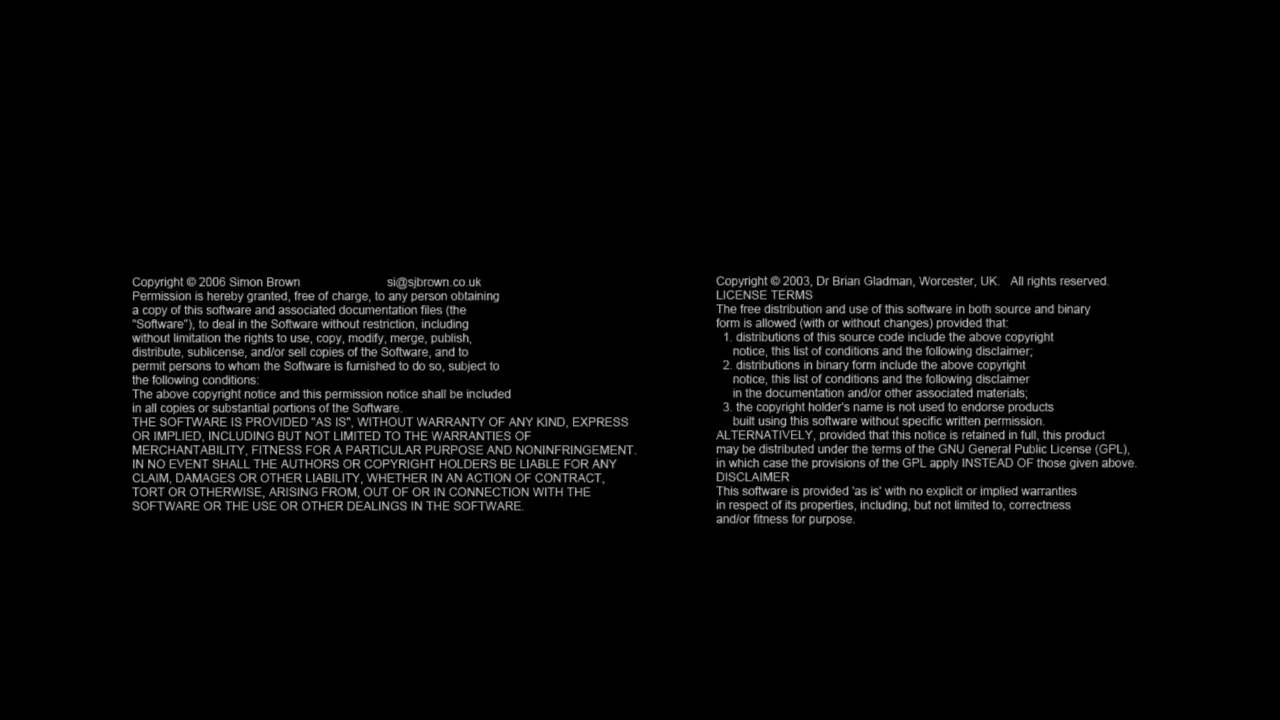 Copyright © 2006 Simon Brown si@sjbrown.co.uk
Permission is hereby granted, free of charge, to any person obtaining
a copy of this software and associated documentation files (the
"Software"), to deal in the Software without restriction, including
without limitation the rights to use, copy, modify, merge, publish,
distribute, sublicense, and/or sell copies of the Software, and to
permit persons to whom the Software is furnished to do so, subject to
the following conditions:
The above copyright notice and this permission notice shall be included
in all copies or substantial portions of the Software.
THE SOFTWARE IS PROVIDED "AS IS", WITHOUT WARRANTY OF ANY KIND, EXPRESS
OR IMPLIED, INCLUDING BUT NOT LIMITED TO THE WARRANTIES OF
MERCHANTABILITY, FITNESS FOR A PARTICULAR PURPOSE AND NONINFRINGEMENT.
IN NO EVENT SHALL THE AUTHORS OR COPYRIGHT HOLDERS BE LIABLE FOR ANY
CLAIM, DAMAGES OR OTHER LIABILITY, WHETHER IN AN ACTION OF CONTRACT,
TORT OR OTHERWISE, ARISING FROM, OUT OF OR IN CONNECTION WITH THE
SOFTWARE OR THE USE OR OTHER DEALINGS IN THE SOFTWARE.
Copyright © 2003, Dr Brian Gladman, Worcester, UK. All rights reserved.
LICENSE TERMS
The free distribution and use of this software in both source and binary
form is allowed (with or without changes) provided that:
1. distributions of this source code include the above copyright
notice, this list of conditions and the following disclaimer;
2. distributions in binary form include the above copyright
notice, this list of conditions and the following disclaimer
in the documentation and/or other associated materials;
3. the copyright holder's name is not used to endorse products
built using this software without specific written permission.
ALTERNATIVELY, provided that this notice is retained in full, this product
may be distributed under the terms of the GNU General Public License (GPL),
in which case the provisions of the GPL apply INSTEAD OF those given above.
DISCLAIMER
This software is provided 'as is' with no explicit or implied warranties
in respect of its properties, including, but not limited to, correctness
and/or fitness for purpose.